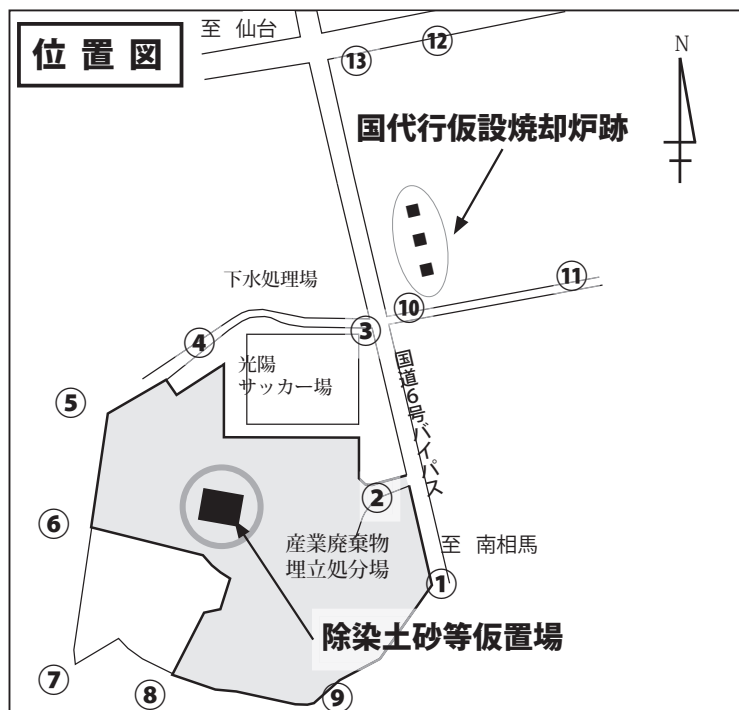 位置図
至 仙台
⑫
⑬
N
国代行仮設焼却炉跡
下水処理場
⑪
⑩
③
④
光陽
サッカー場
国道6号バイパス
⑤
②
⑥
産業廃棄物
埋立処分場
至 南相馬
①
除染土砂等仮置場
⑦
⑧
⑨